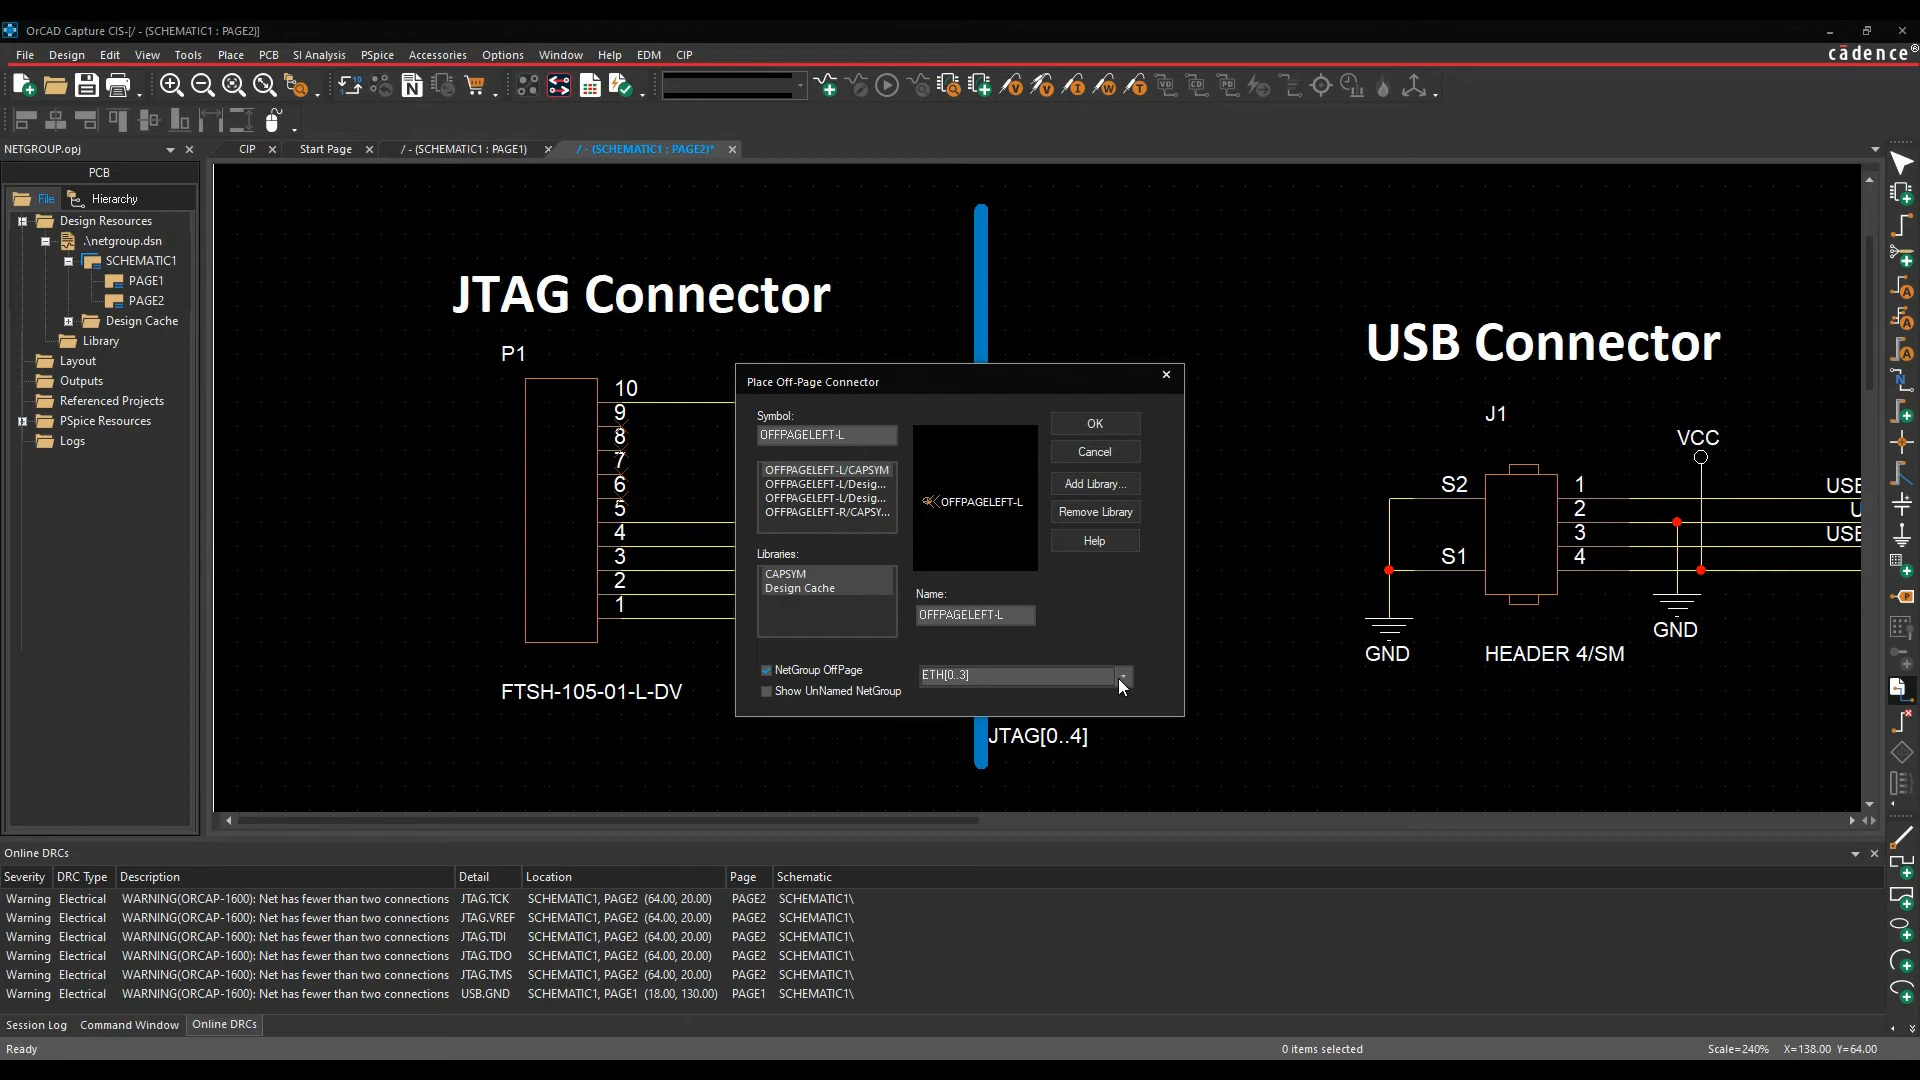 OrCAD Capture CIS-[/ - (SCHEMATIC1 : PAGE2)]
File Design Edit View Tools Place PCB SI Analysis PSpice Accessories Options Window Help EDM CIP
cādence®
NETGROUP.opj
CIP Start Page / - (SCHEMATIC1 : PAGE1) / - (SCHEMATIC1 : PAGE2)*
PCB
File Hierarchy
Design Resources
.\netgroup.dsn
SCHEMATIC1
PAGE1
PAGE2
Design Cache
Library
Layout
Outputs
Referenced Projects
PSpice Resources
Logs
JTAG Connector
P1
10
9
8
7
6
5
4
3
2
1
FTSH-105-01-L-DV
JTAG[0..4]
Place Off-Page Connector
Symbol:
OFFPAGELEFT-L
OFFPAGELEFT-L/CAPSYM
OFFPAGELEFT-L/Desig...
OFFPAGELEFT-L/Desig...
OFFPAGELEFT-R/CAPSY...
Libraries:
CAPSYM
Design Cache
OFFPAGELEFT-L
Name:
OFFPAGELEFT-L
OK
Cancel
Add Library...
Remove Library
Help
NetGroup OffPage
Show UnNamed NetGroup
ETH[0..3]
USB Connector
J1
VCC
S2
S1
1
2
3
4
USB
U
USB
GND
HEADER 4/SM
GND
Online DRCs
Severity DRC Type Description Detail Location Page Schematic
Warning Electrical WARNING(ORCAP-1600): Net has fewer than two connections JTAG.TCK SCHEMATIC1, PAGE2 (64.00, 20.00) PAGE2 SCHEMATIC1\
Warning Electrical WARNING(ORCAP-1600): Net has fewer than two connections JTAG.VREF SCHEMATIC1, PAGE2 (64.00, 20.00) PAGE2 SCHEMATIC1\
Warning Electrical WARNING(ORCAP-1600): Net has fewer than two connections JTAG.TDI SCHEMATIC1, PAGE2 (64.00, 20.00) PAGE2 SCHEMATIC1\
Warning Electrical WARNING(ORCAP-1600): Net has fewer than two connections JTAG.TDO SCHEMATIC1, PAGE2 (64.00, 20.00) PAGE2 SCHEMATIC1\
Warning Electrical WARNING(ORCAP-1600): Net has fewer than two connections JTAG.TMS SCHEMATIC1, PAGE2 (64.00, 20.00) PAGE2 SCHEMATIC1\
Warning Electrical WARNING(ORCAP-1600): Net has fewer than two connections USB.GND SCHEMATIC1, PAGE1 (18.00, 130.00) PAGE1 SCHEMATIC1\
Session Log Command Window Online DRCs
Ready 0 items selected Scale=240% X=138.00 Y=64.00